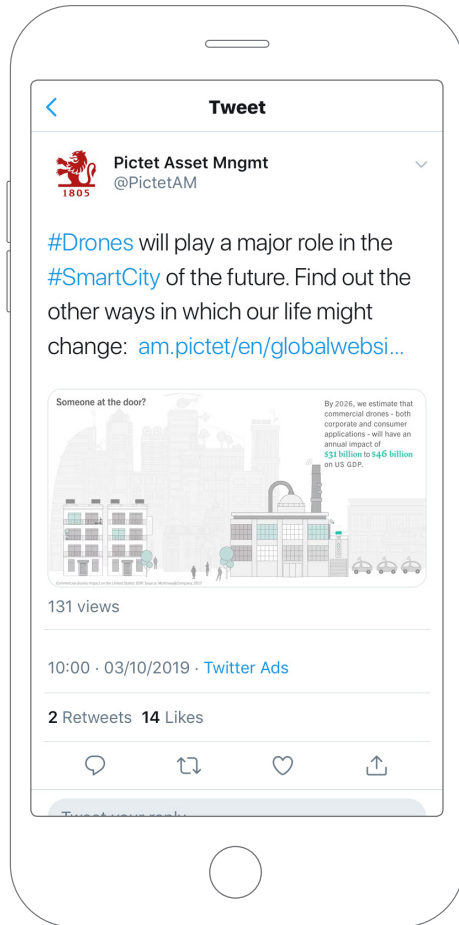 Tweet
1805
Pictet Asset Mngmt
@PictetAM
#Drones will play a major role in the
#SmartCity of the future. Find out the
other ways in which our life might
change: am.pictet/en/globalwebsi...
Someone at the door?
By 2026, we estimate that
commercial drones - both
corporate and consumer
applications - will have an
annual impact of
$31 billion to $46 billion
on US GDP.
131 views
10:00 · 03/10/2019 · Twitter Ads
2 Retweets 14 Likes
Tweet your reply